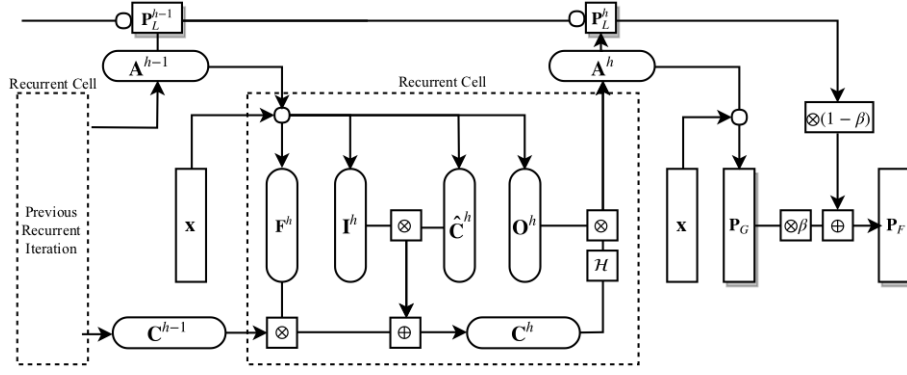 P_L^{h-1}
P_L^h
A^{h-1}
A^h
Recurrent Cell
Recurrent Cell
⊗(1 − β)
Previous
Recurrent
Iteration
x
F^h
I^h
⊗
Ĉ^h
O^h
⊗
x
P_G
⊗β
⊕
P_F
ℋ
C^{h-1}
⊗
⊕
C^h